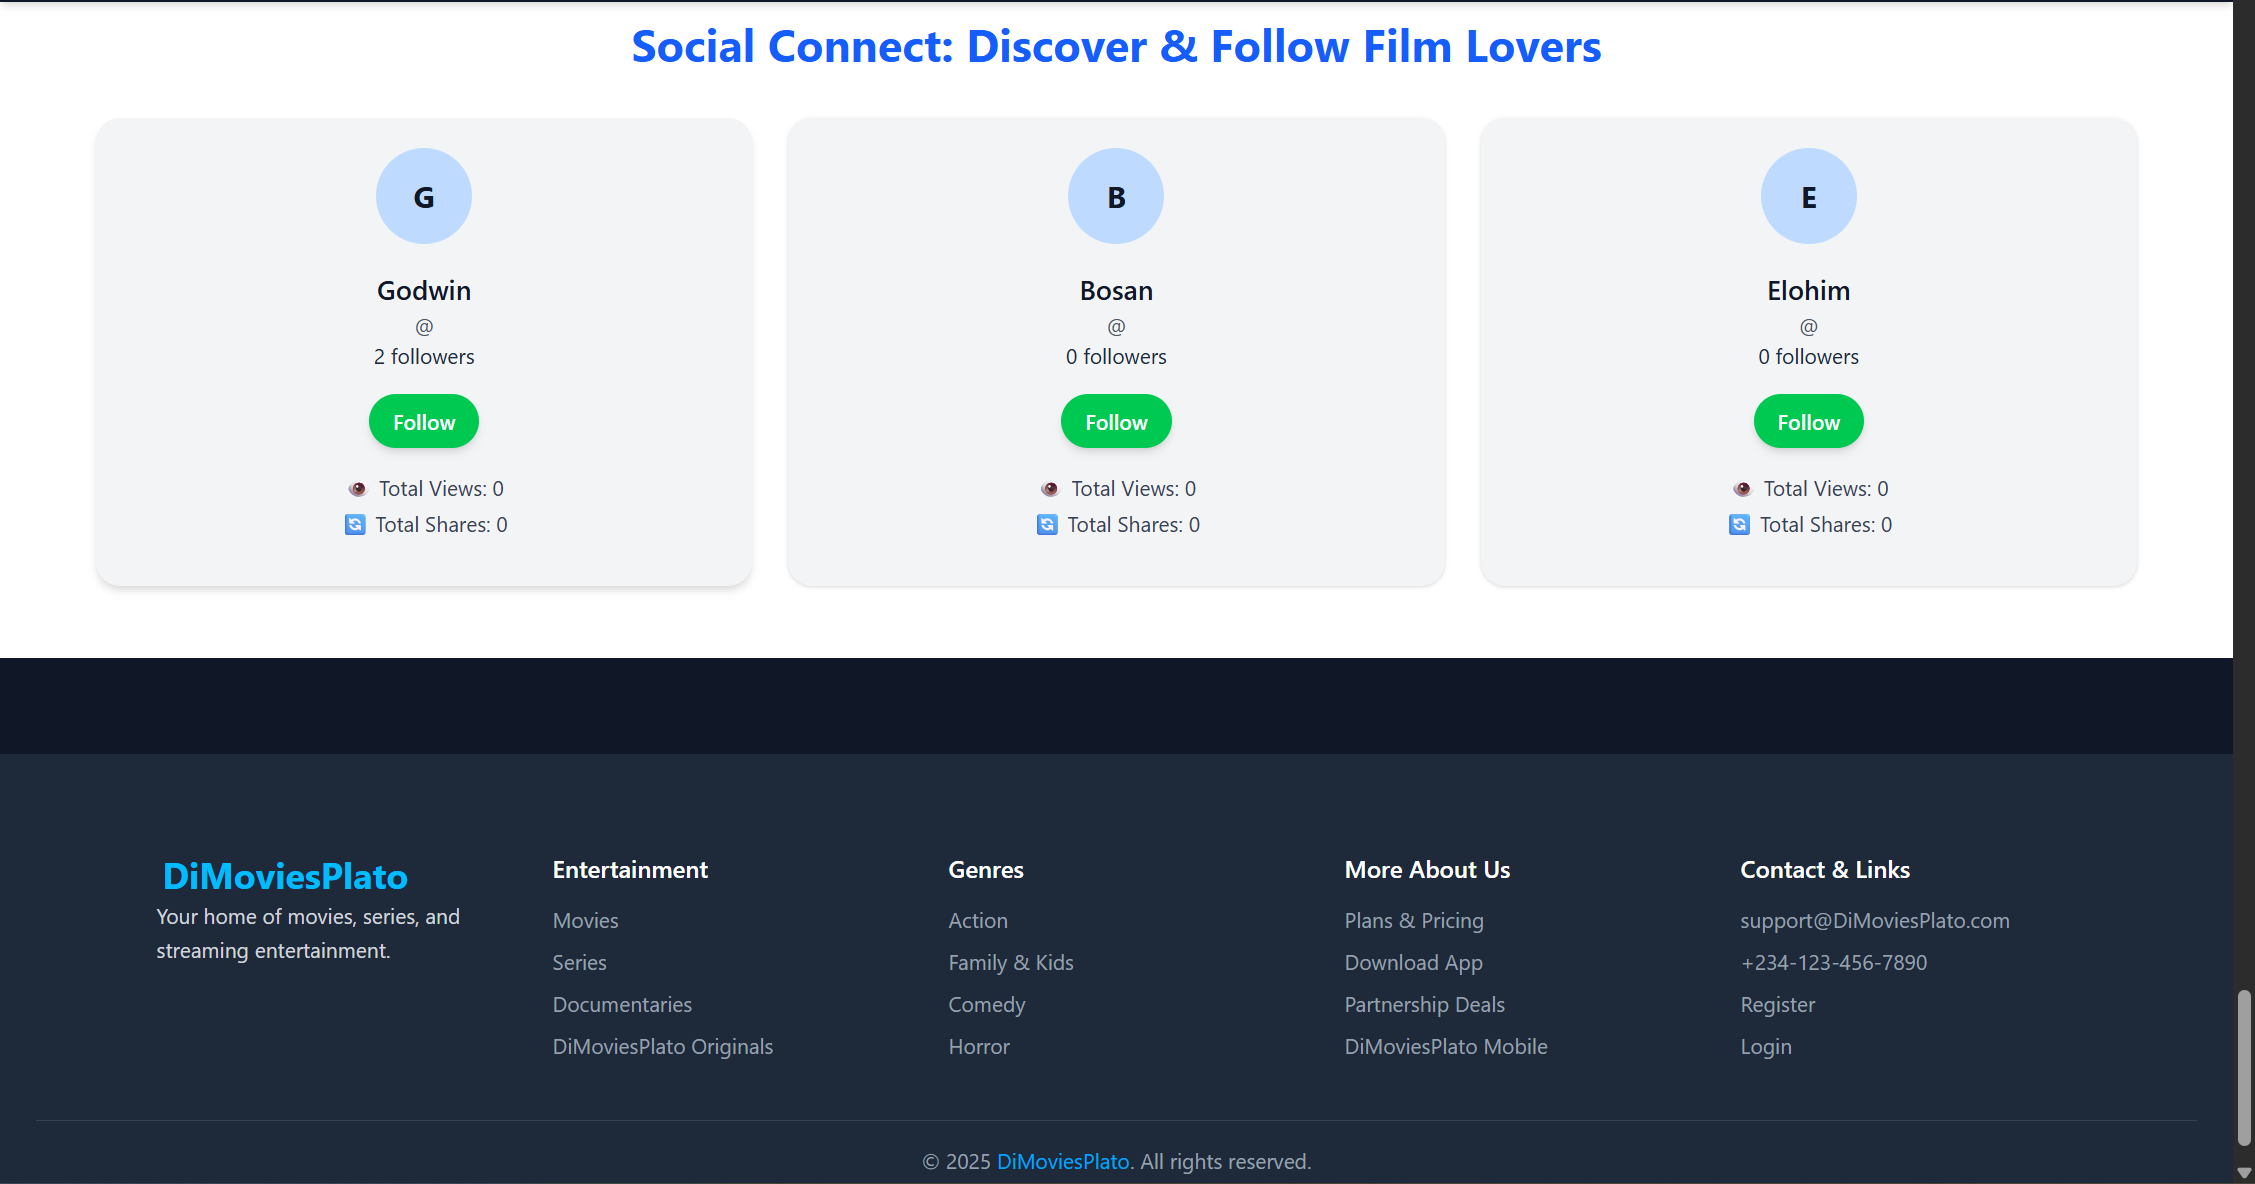 Social Connect: Discover & Follow Film Lovers
G
Godwin
@
2 followers
Follow
👁️ Total Views: 0
🔄 Total Shares: 0
B
Bosan
@
0 followers
Follow
👁️ Total Views: 0
🔄 Total Shares: 0
E
Elohim
@
0 followers
Follow
👁️ Total Views: 0
🔄 Total Shares: 0
DiMoviesPlato
Your home of movies, series, and
streaming entertainment.
Entertainment
Movies
Series
Documentaries
DiMoviesPlato Originals
Genres
Action
Family & Kids
Comedy
Horror
More About Us
Plans & Pricing
Download App
Partnership Deals
DiMoviesPlato Mobile
Contact & Links
support@DiMoviesPlato.com
+234-123-456-7890
Register
Login
© 2025 DiMoviesPlato. All rights reserved.